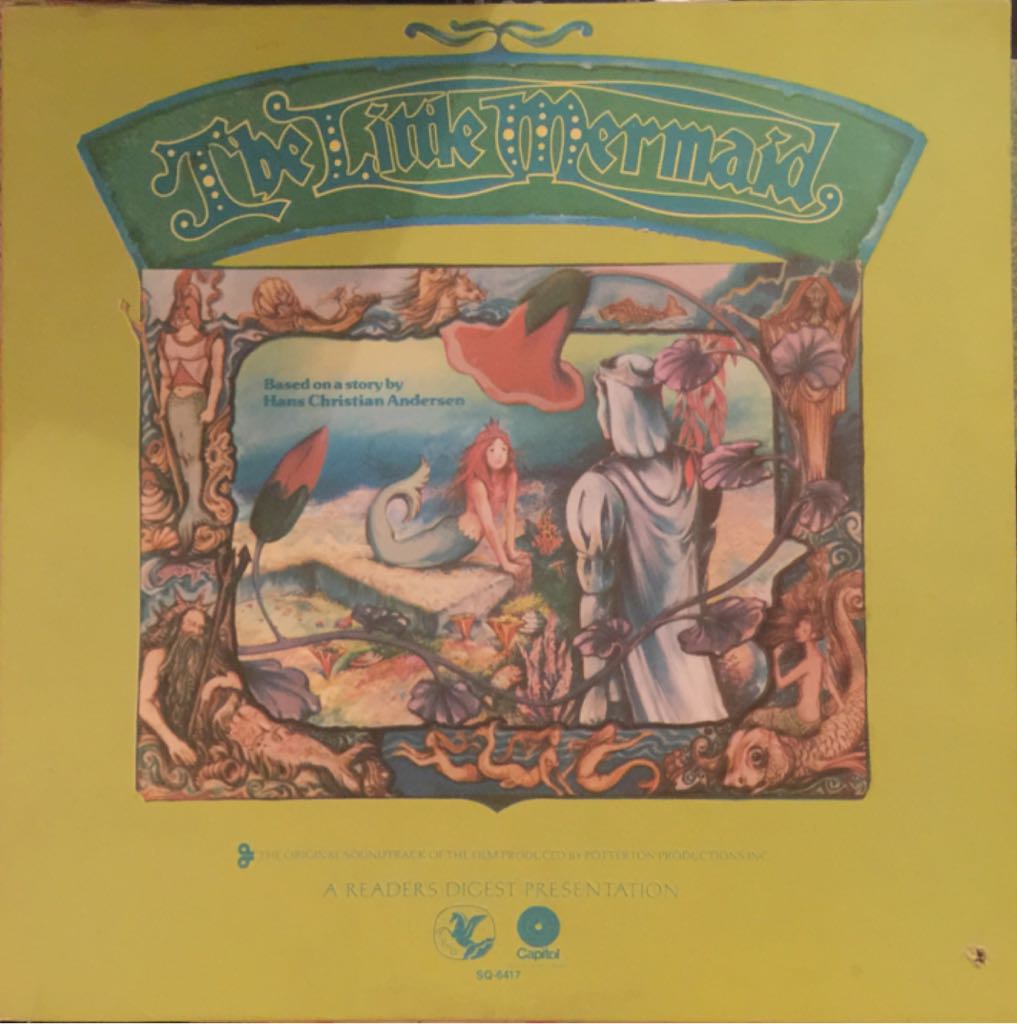 The Little Mermaid
Based on a story by
Hans Christian Andersen
THE ORIGINAL SOUNDTRACK OF THE FILM PRODUCED BY POTTERTON PRODUCTIONS INC.
A READERS DIGEST PRESENTATION
Capitol
SQ-6417